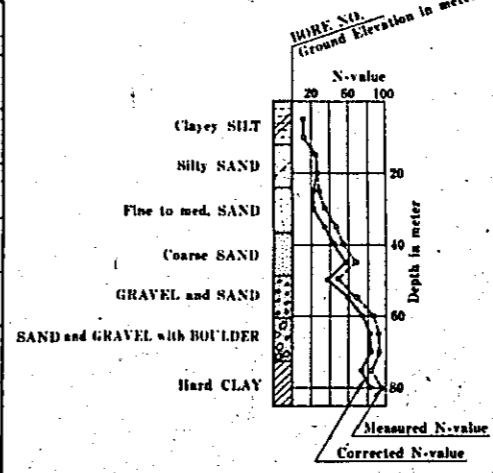 BORE NO.
Ground Elevation in meter
N-value
20 60 100
Clayey SILT
Silty SAND
20
Fine to med. SAND
40
Coarse SAND
Depth in meter
GRAVEL and SAND
60
SAND and GRAVEL with BOULDER
Hard CLAY
80
Measured N-value
Corrected N-value